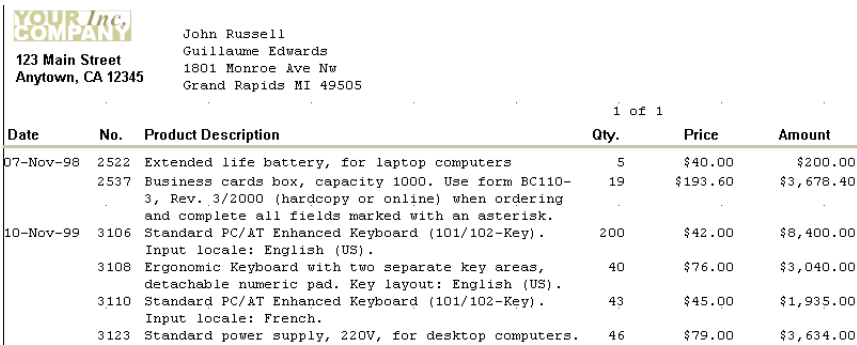 YOUR Inc.
COMPANY
123 Main Street
Anytown, CA 12345
John Russell
Guillaume Edwards
1801 Monroe Ave Nw
Grand Rapids MI 49505
1 of 1
Date No. Product Description Qty. Price Amount
07-Nov-98 2522 Extended life battery, for laptop computers 5 $40.00 $200.00
2537 Business cards box, capacity 1000. Use form BC110- 19 $193.60 $3,678.40
3, Rev. 3/2000 (hardcopy or online) when ordering
and complete all fields marked with an asterisk.
10-Nov-99 3106 Standard PC/AT Enhanced Keyboard (101/102-Key). 200 $42.00 $8,400.00
Input locale: English (US).
3108 Ergonomic Keyboard with two separate key areas, 40 $76.00 $3,040.00
detachable numeric pad. Key layout: English (US).
3110 Standard PC/AT Enhanced Keyboard (101/102-Key). 43 $45.00 $1,935.00
Input locale: French.
3123 Standard power supply, 220V, for desktop computers. 46 $79.00 $3,634.00